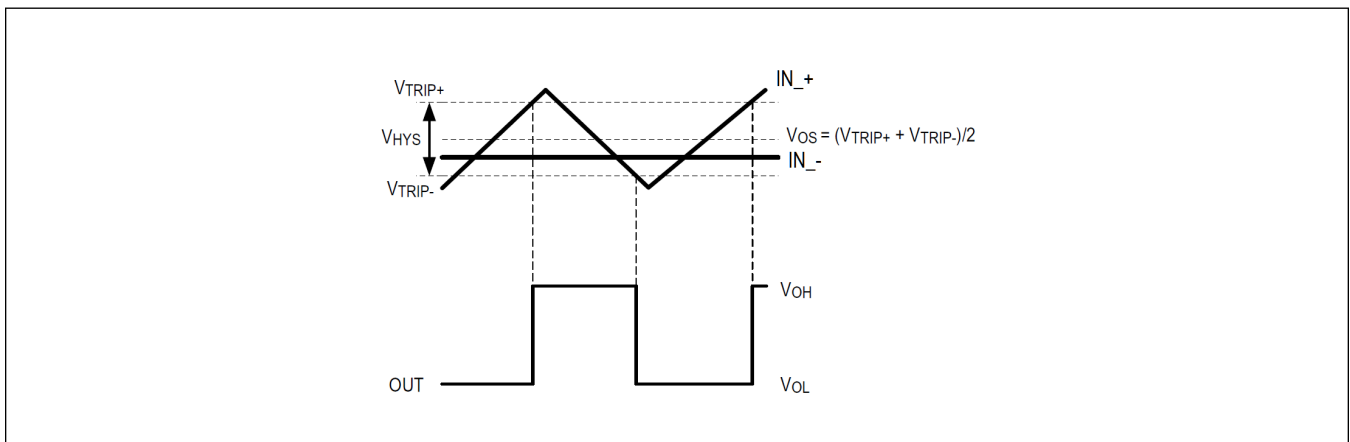 IN_+
VTRIP+
VHYS
VOS = (VTRIP+ + VTRIP-)/2
IN_-
VTRIP-
VOH
OUT
VOL